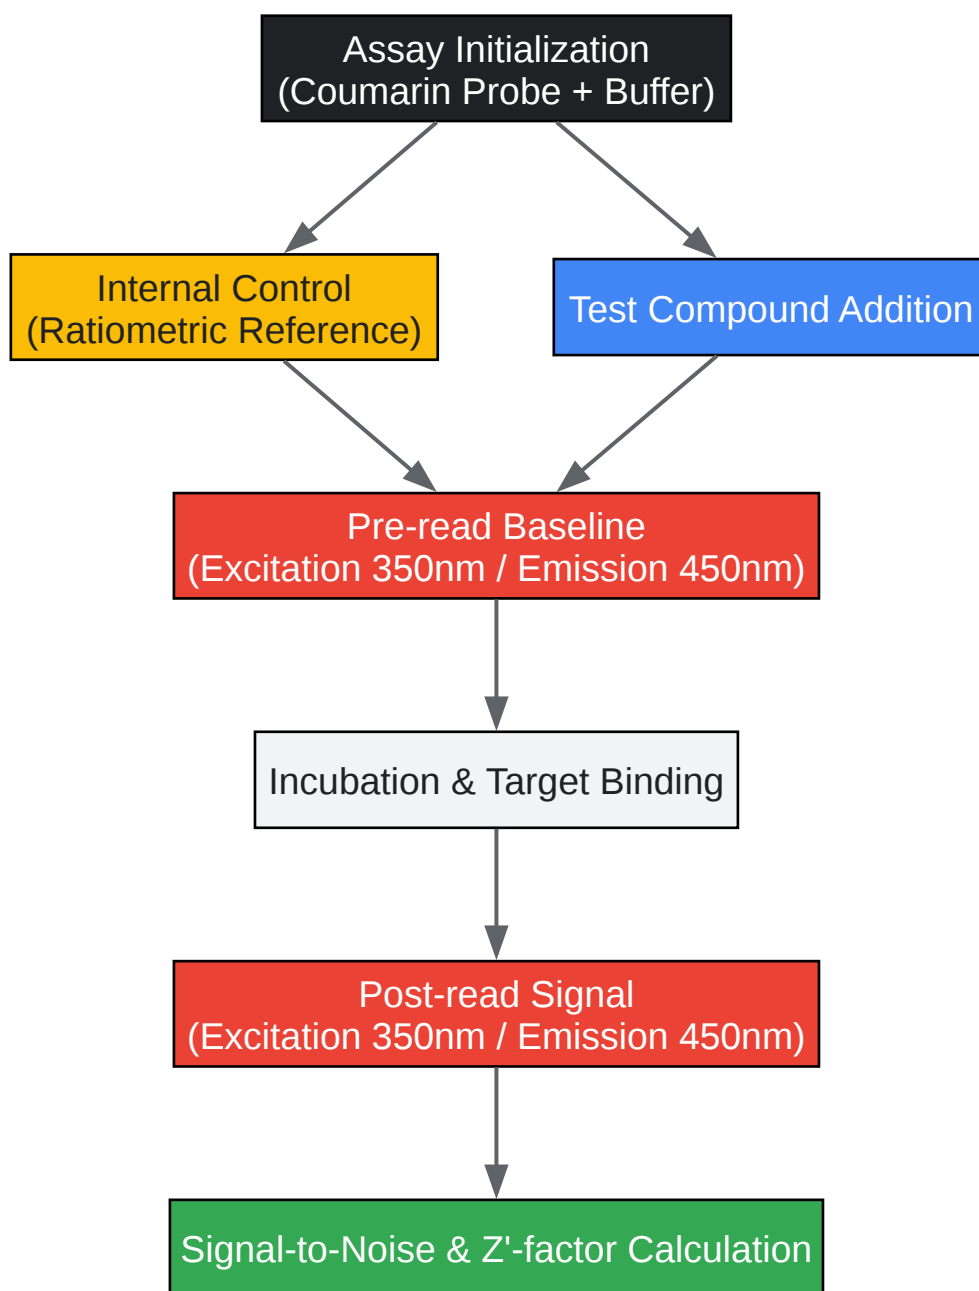 Assay Initialization
(Coumarin Probe + Buffer)
Internal Control
(Ratiometric Reference)
Test Compound Addition
Pre-read Baseline
(Excitation 350nm / Emission 450nm)
Incubation & Target Binding
Post-read Signal
(Excitation 350nm / Emission 450nm)
Signal-to-Noise & Z'-factor Calculation